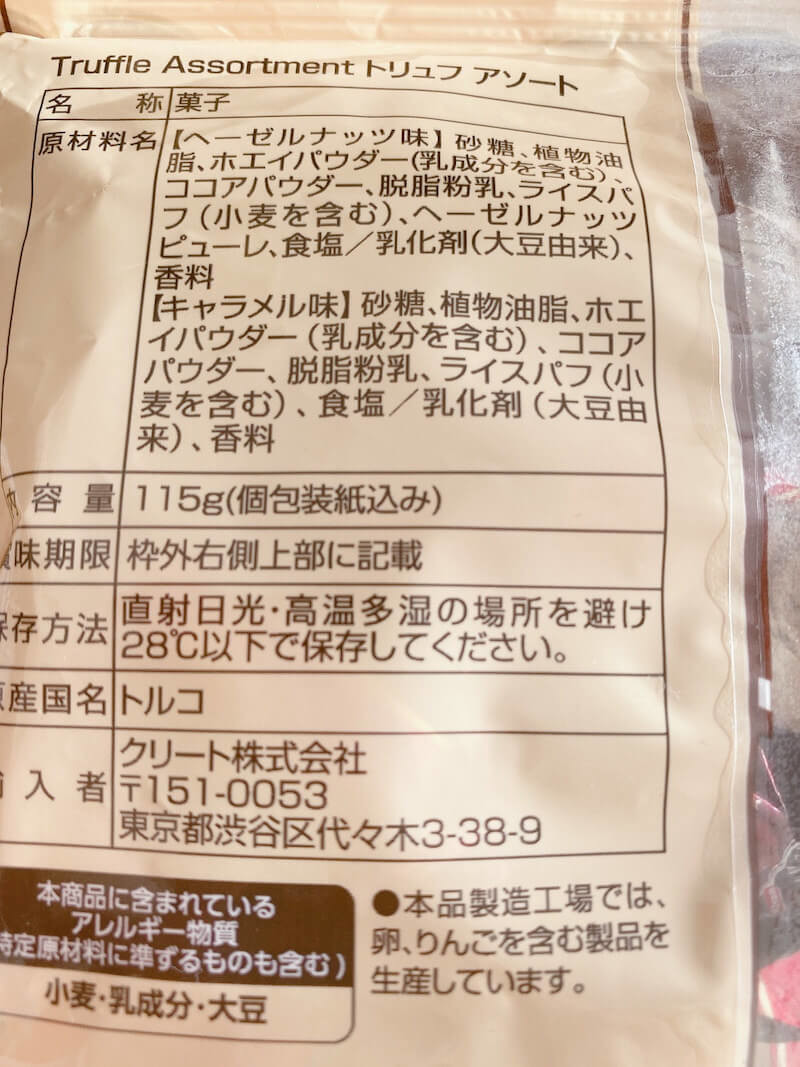 Truffle Assortment トリュフ アソート
名 称 菓子
原材料名 【ヘーゼルナッツ味】砂糖、植物油
脂、ホエイパウダー(乳成分を含む)、
ココアパウダー、脱脂粉乳、ライスパ
フ(小麦を含む)、ヘーゼルナッツ
ピューレ、食塩／乳化剤(大豆由来)、
香料
【キャラメル味】砂糖、植物油脂、ホエ
イパウダー(乳成分を含む)、ココア
パウダー、脱脂粉乳、ライスパフ(小
麦を含む)、食塩／乳化剤(大豆由
来)、香料
内 容 量 115g(個包装紙込み)
賞味期限 枠外右側上部に記載
保存方法 直射日光・高温多湿の場所を避け
28℃以下で保存してください。
原産国名 トルコ
輸 入 者 クリート株式会社
〒151-0053
東京都渋谷区代々木3-38-9
本商品に含まれている
アレルギー物質
特定原材料に準ずるものも含む)
小麦・乳成分・大豆
●本品製造工場では、
卵、りんごを含む製品を
生産しています。